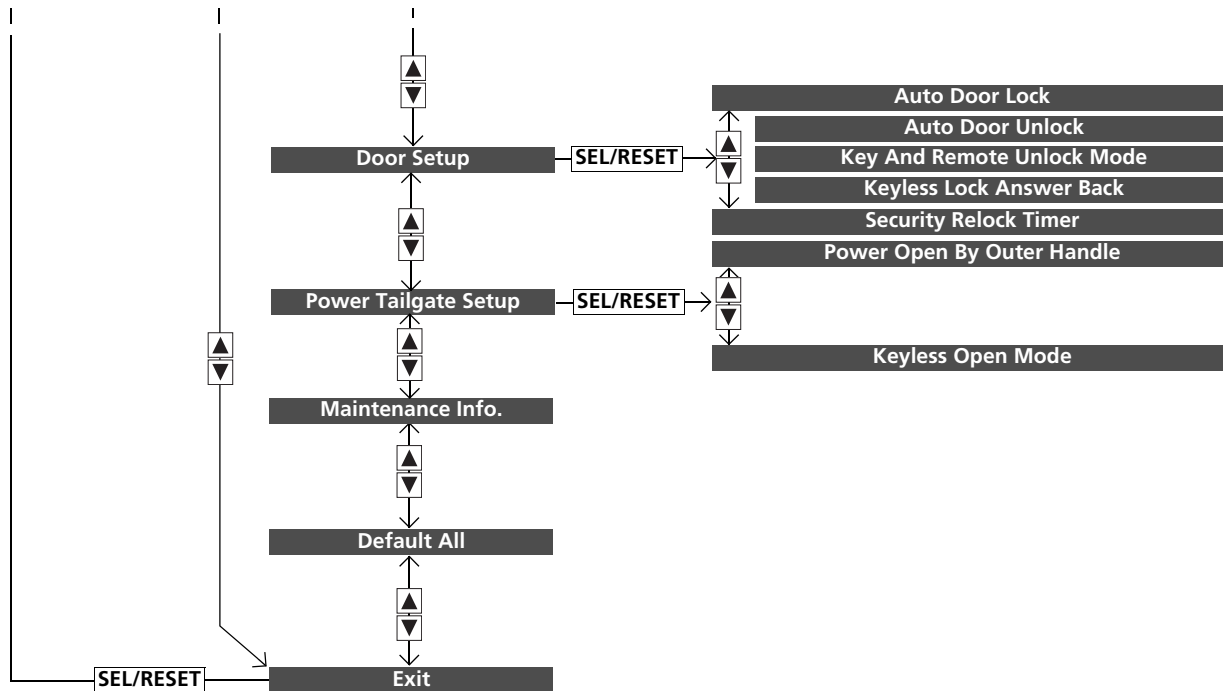 Auto Door Lock
Auto Door Unlock
Door Setup
SEL/RESET
Key And Remote Unlock Mode
Keyless Lock Answer Back
Security Relock Timer
Power Open By Outer Handle
Power Tailgate Setup
SEL/RESET
Keyless Open Mode
Maintenance Info.
Default All
SEL/RESET
Exit